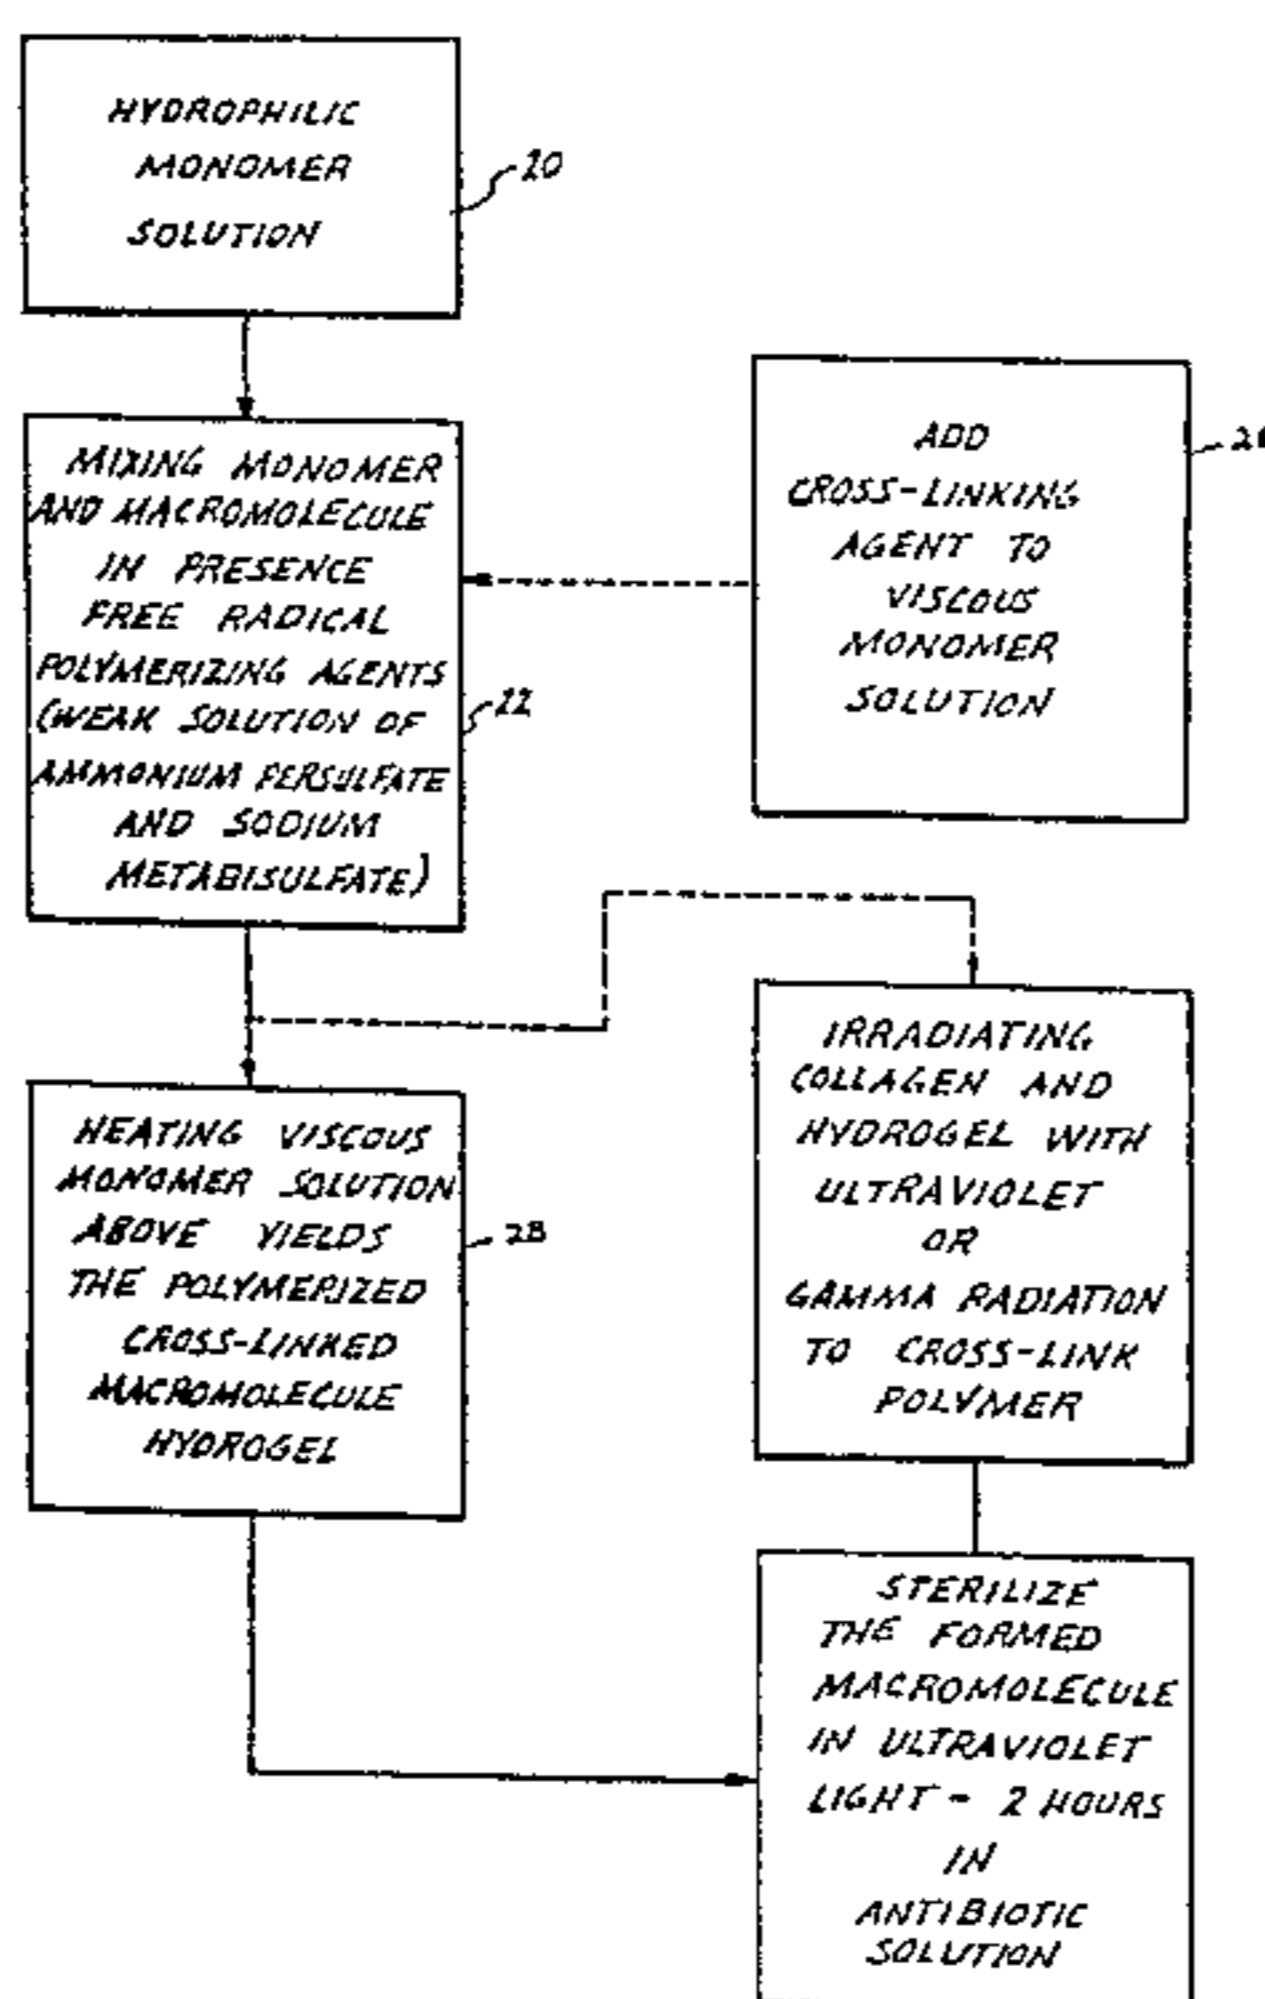 HYDROPHILIC
MONOMER
SOLUTION
20
MIXING MONOMER
AND MACROMOLECULE
IN PRESENCE
FREE RADICAL
POLYMERIZING AGENTS
(WEAK SOLUTION OF
AMMONIUM PERSULFATE
AND SODIUM
METABISULFATE)
22
ADD
CROSS-LINKING
AGENT TO
VISCOUS
MONOMER
SOLUTION
HEATING VISCOUS
MONOMER SOLUTION
ABOVE YIELDS
THE POLYMERIZED
CROSS-LINKED
MACROMOLECULE
HYDROGEL
28
IRRADIATING
COLLAGEN AND
HYDROGEL WITH
ULTRAVIOLET
OR
GAMMA RADIATION
TO CROSS-LINK
POLYMER
STERILIZE
THE FORMED
MACROMOLECULE
IN ULTRAVIOLET
LIGHT - 2 HOURS
IN
ANTIBIOTIC
SOLUTION